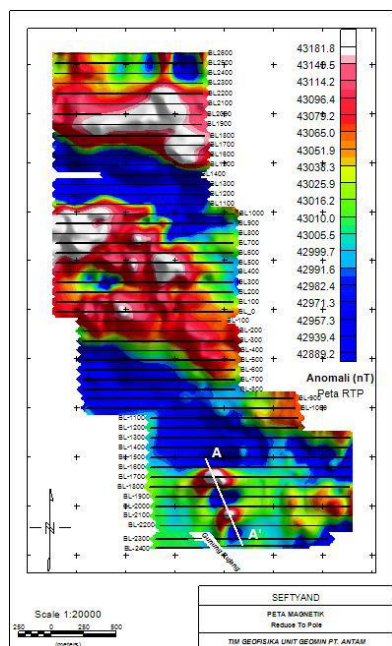 BL2600
BL2500
BL2400
BL2300
BL2200
BL2100
BL2000
BL1900
BL1800
BL1700
BL1600
BL1400
BL1300
BL1200
BL1100
BL1000
BL900
BL800
BL700
BL600
BL500
BL400
BL300
BL200
BL100
BL_0
BL-100
BL-200
BL-300
BL-400
BL-500
BL-600
BL-700
BL-800
BL-900
BL-1000
BL-1100
BL-1200
BL-1300
BL-1400
BL-1500
BL-1600
BL-1700
BL-1800
BL-1900
BL-2000
BL-2100
BL-2200
BL-2300
BL-2400
A
A'
43181.8
43114.2
43096.4
43079.2
43065.0
43051.9
43038.3
43025.9
43016.2
43010.0
43005.5
42999.7
42991.6
42982.4
42971.3
42957.3
42939.4
42889.2
Anomali (nT)
Peta RTP
Scale 1:20000
250 0 250 500
(meters)
SEFTYAND
PETA MAGNETIK
Reduce To Pole
TIM GEOFISIKA UNIT GEOMIN PT. ANTAM